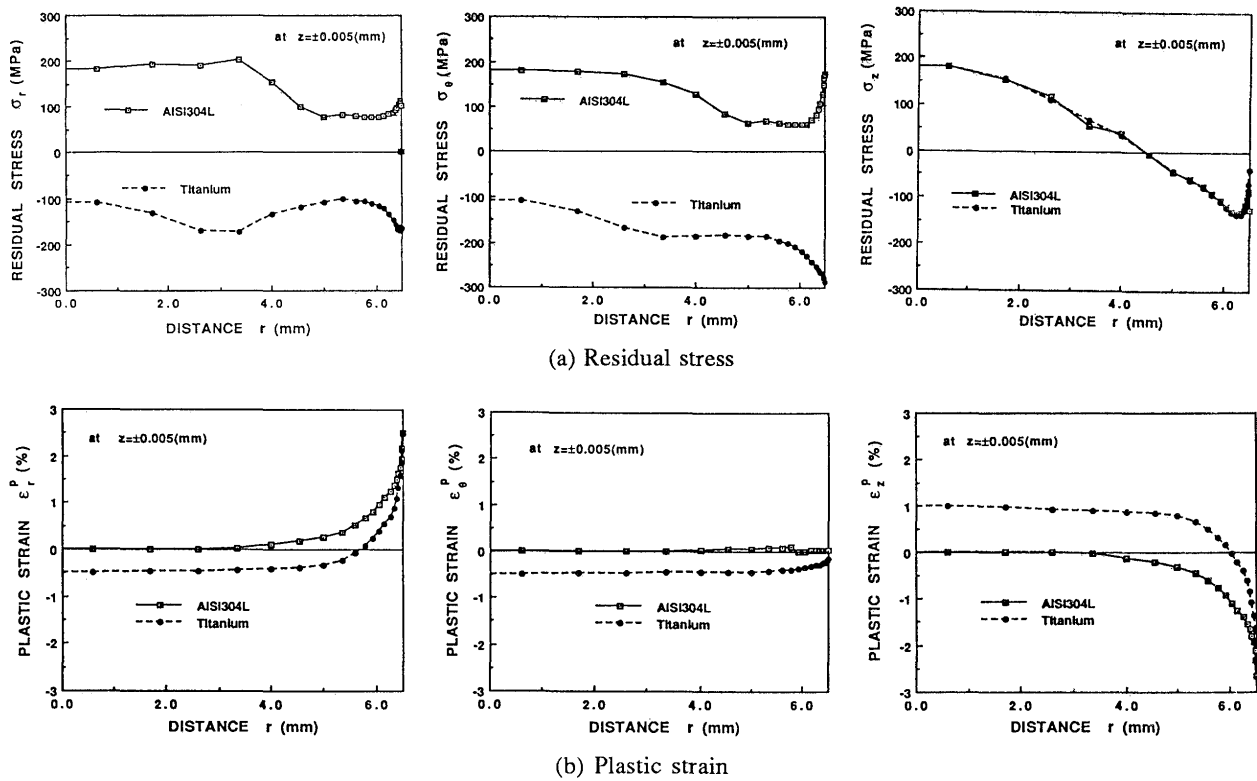 RESIDUAL STRESS σr (MPa)
300
200
100
0
-100
-200
-300
at z=±0.005(mm)
AISI304L
Titanium
0.0 2.0 4.0 6.0
DISTANCE r (mm)
RESIDUAL STRESS σθ (MPa)
300
200
100
0
-100
-200
-300
at z=±0.005(mm)
AISI304L
Titanium
0.0 2.0 4.0 6.0
DISTANCE r (mm)
RESIDUAL STRESS σz (MPa)
300
200
100
0
-100
-200
-300
at z=±0.005(mm)
AISI304L
Titanium
0.0 2.0 4.0 6.0
DISTANCE r (mm)
(a) Residual stress
PLASTIC STRAIN εrp (%)
3
2
1
0
-1
-2
-3
at z=±0.005(mm)
AISI304L
Titanium
0.0 2.0 4.0 6.0
DISTANCE r (mm)
PLASTIC STRAIN εθp (%)
3
2
1
0
-1
-2
-3
at z=±0.005(mm)
AISI304L
Titanium
0.0 2.0 4.0 6.0
DISTANCE r (mm)
PLASTIC STRAIN εzp (%)
3
2
1
0
-1
-2
-3
at z=±0.005(mm)
AISI304L
Titanium
0.0 2.0 4.0 6.0
DISTANCE r (mm)
(b) Plastic strain